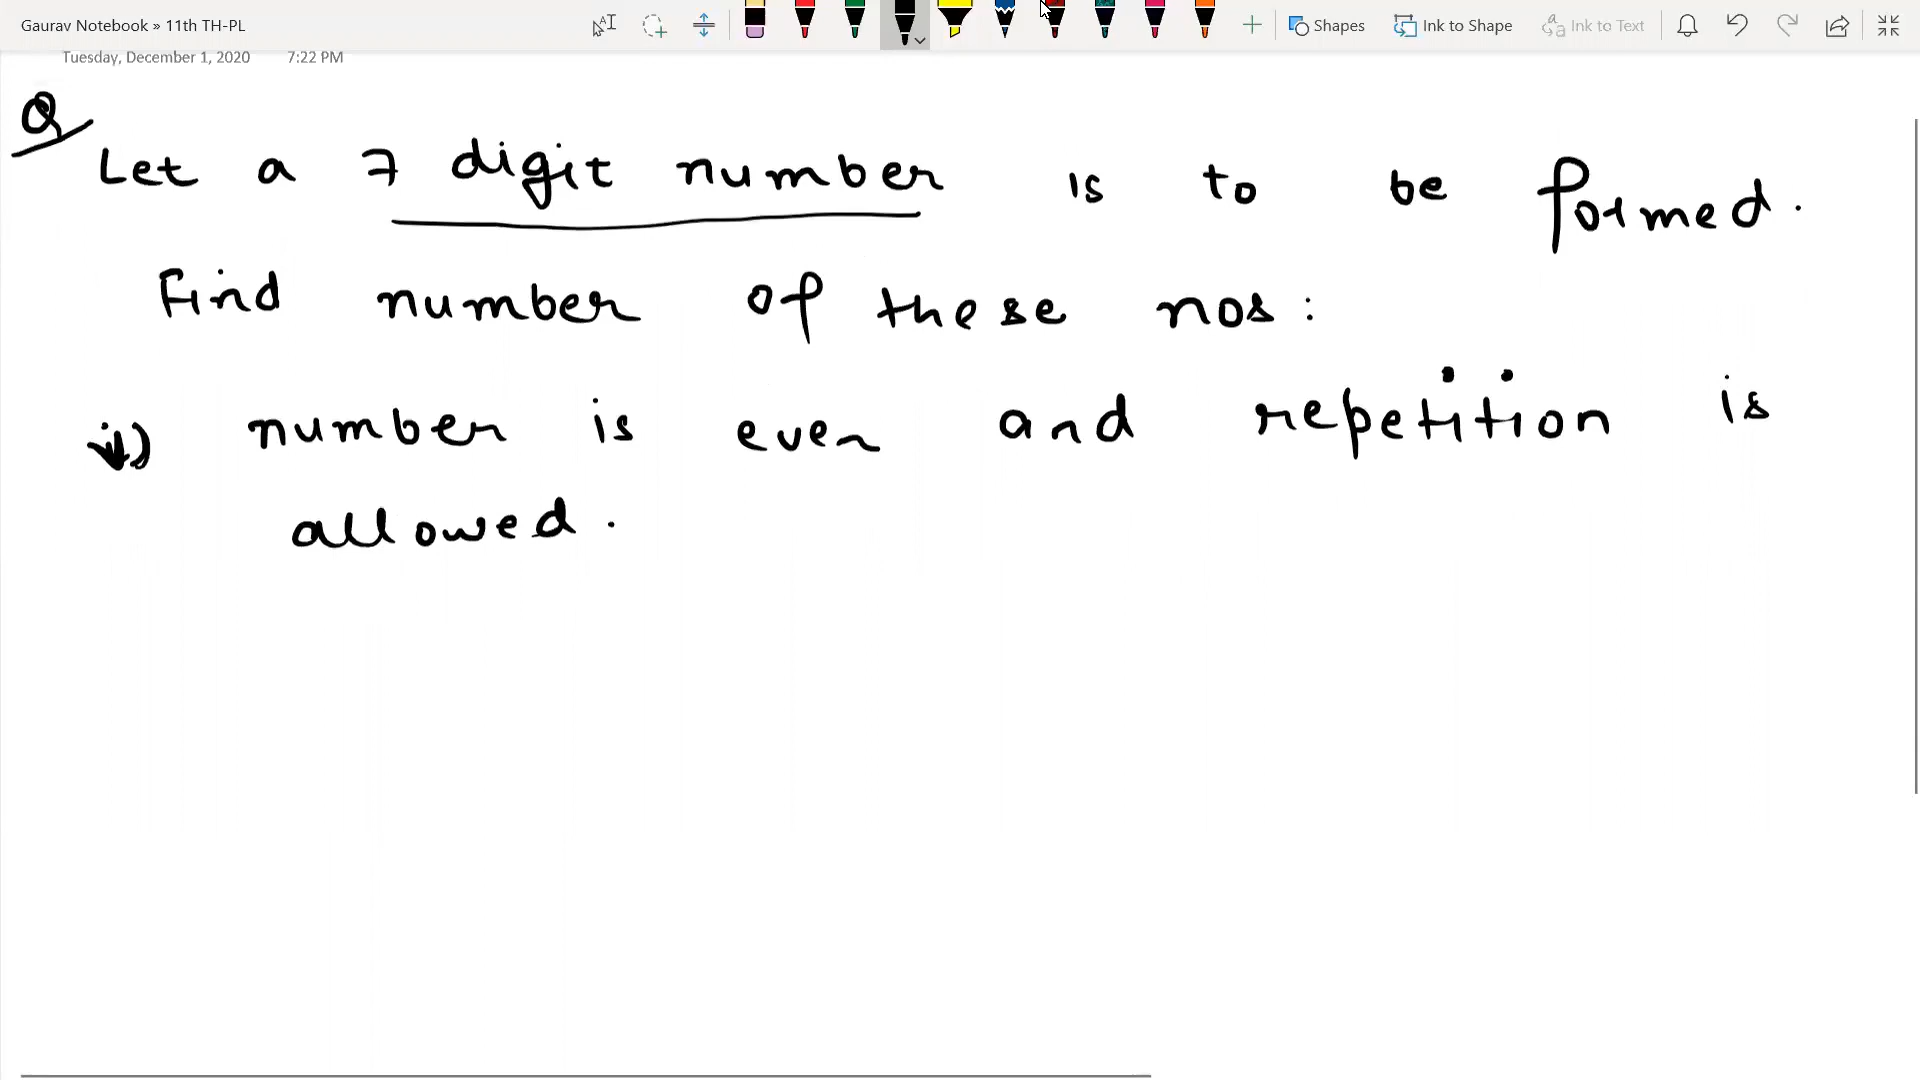 Gaurav Notebook » 11th TH-PL
Shapes Ink to Shape Ink to Text
Tuesday, December 1, 2020 7:22 PM
Q
Let a 7 digit number is to be formed.
Find number of these nos:
number is even and repetition is
allowed.